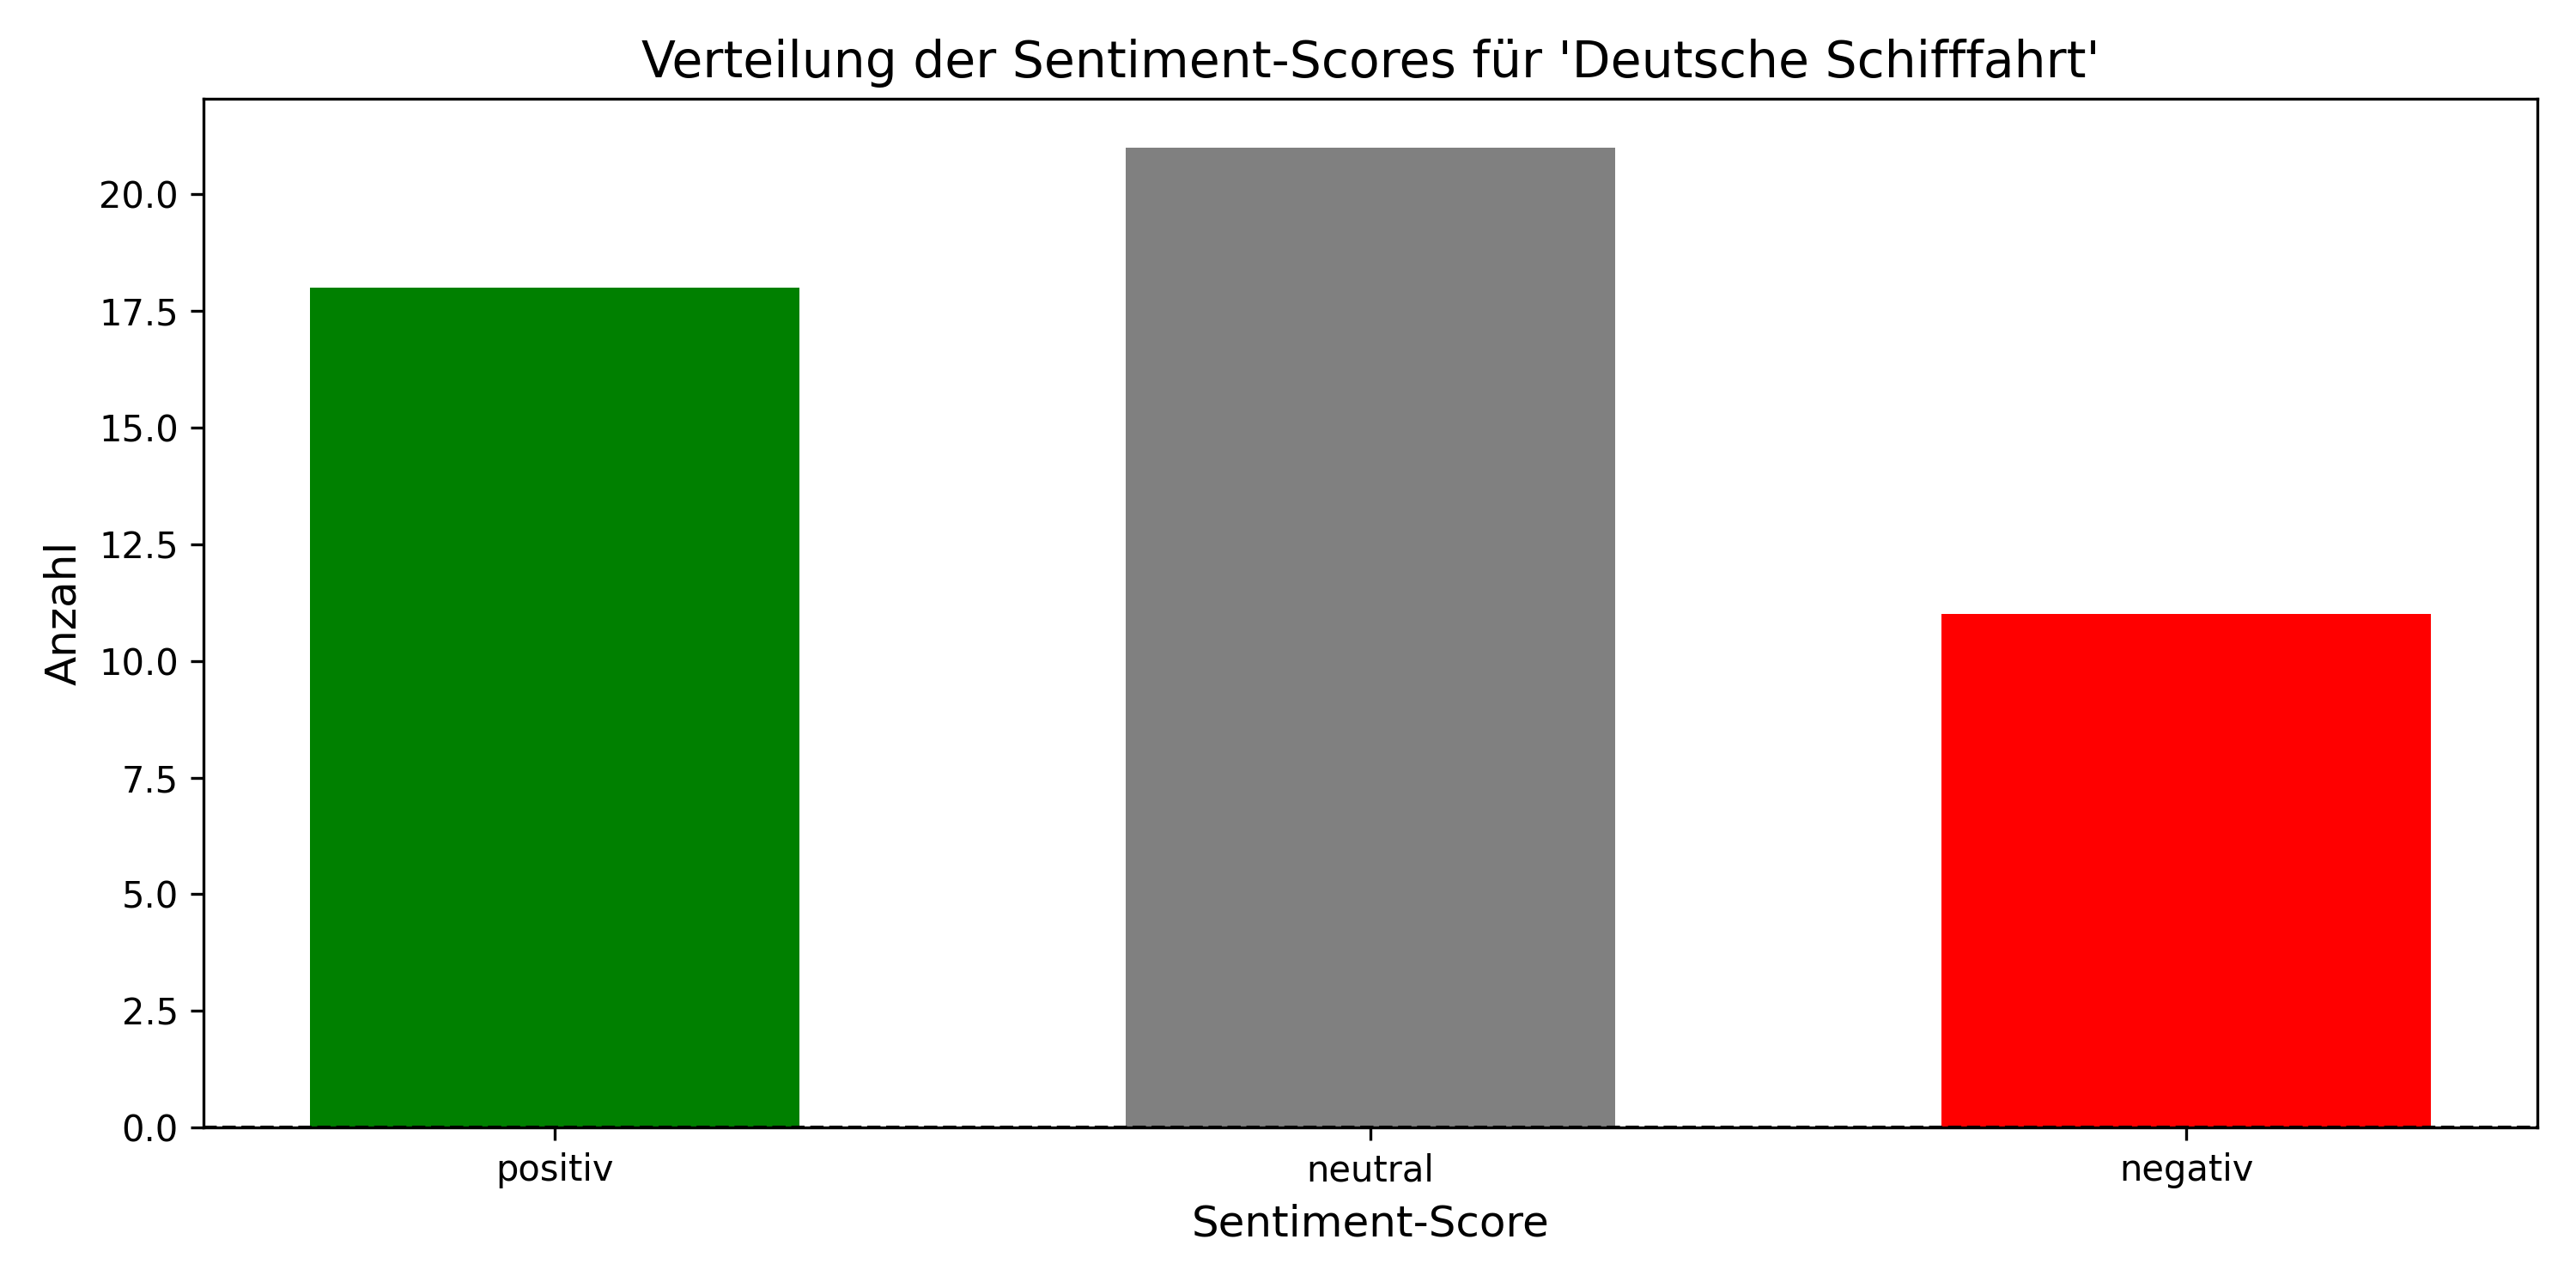 Verteilung der Sentiment-Scores für 'Deutsche Schifffahrt'
20.0
17.5
15.0
12.5
10.0
7.5
5.0
2.5
0.0
Anzahl
positiv
neutral
negativ
Sentiment-Score